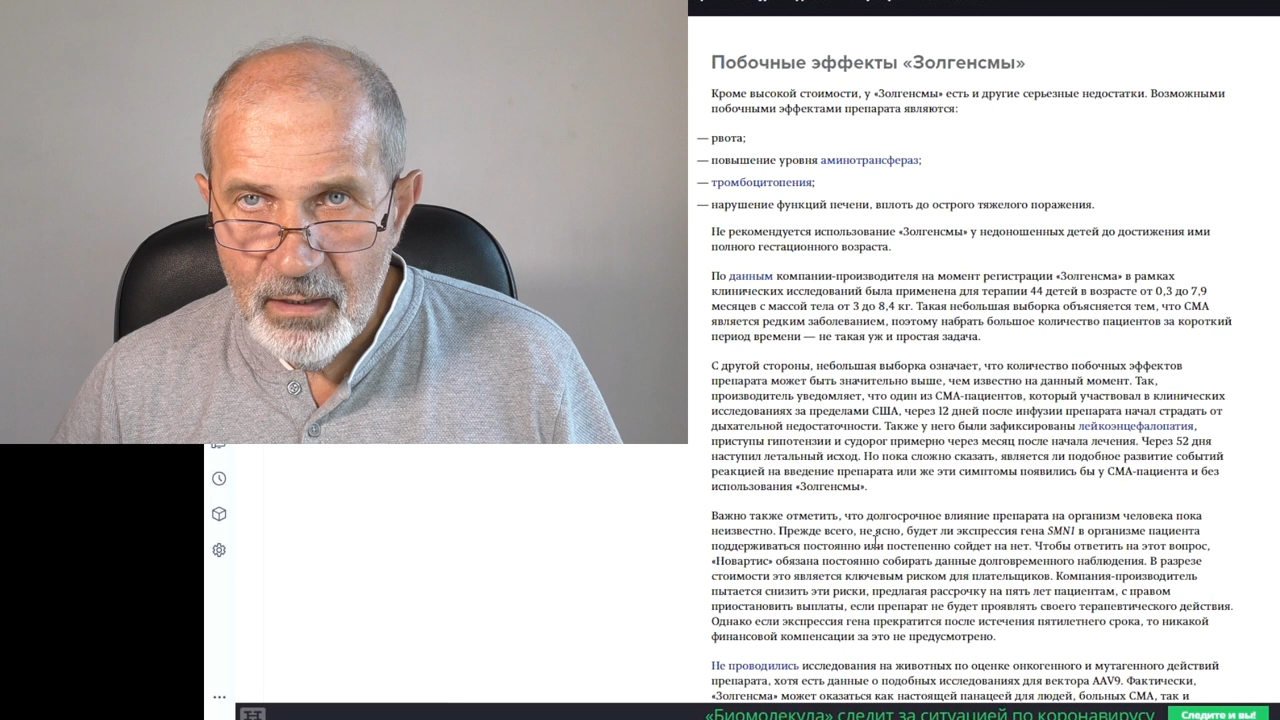 Побочные эффекты «Золгенсмы»
Кроме высокой стоимости, у «Золгенсмы» есть и другие серьезные недостатки. Возможными
побочными эффектами препарата являются:
— рвота;
— повышение уровня аминотрансфераз;
— тромбоцитопения;
— нарушение функций печени, вплоть до острого тяжелого поражения.
Не рекомендуется использование «Золгенсмы» у недоношенных детей до достижения ими
полного гестационного возраста.
По данным компании-производителя на момент регистрации «Золгенсма» в рамках
клинических исследований была применена для терапии 44 детей в возрасте от 0,3 до 7,9
месяцев с массой тела от 3 до 8,4 кг. Такая небольшая выборка объясняется тем, что СМА
является редким заболеванием, поэтому набрать большое количество пациентов за короткий
период времени — не такая уж и простая задача.
С другой стороны, небольшая выборка означает, что количество побочных эффектов
препарата может быть значительно выше, чем известно на данный момент. Так,
производитель уведомляет, что один из СМА-пациентов, который участвовал в клинических
исследованиях за пределами США, через 12 дней после инфузии препарата начал страдать от
дыхательной недостаточности. Также у него были зафиксированы лейкоэнцефалопатия,
приступы гипотензии и судорог примерно через месяц после начала лечения. Через 52 дня
наступил летальный исход. Но пока сложно сказать, является ли подобное развитие событий
реакцией на введение препарата или же эти симптомы появились бы у СМА-пациента и без
использования «Золгенсмы».
Важно также отметить, что долгосрочное влияние препарата на организм человека пока
неизвестно. Прежде всего, не ясно, будет ли экспрессия гена SMN1 в организме пациента
поддерживаться постоянно или постепенно сойдет на нет. Чтобы ответить на этот вопрос,
«Новартис» обязана постоянно собирать данные долговременного наблюдения. В разрезе
стоимости это является ключевым риском для плательщиков. Компания-производитель
пытается снизить эти риски, предлагая рассрочку на пять лет пациентам, с правом
приостановить выплаты, если препарат не будет проявлять своего терапевтического действия.
Однако если экспрессия гена прекратится после истечения пятилетнего срока, то никакой
финансовой компенсации за это не предусмотрено.
Не проводились исследования на животных по оценке онкогенного и мутагенного действий
препарата, хотя есть данные о подобных исследованиях для вектора AAV9. Фактически,
«Золгенсма» может оказаться как настоящей панацеей для людей, больных СМА, так и
«Биомолекула» следит за ситуацией по коронавирусу
Следите и вы!